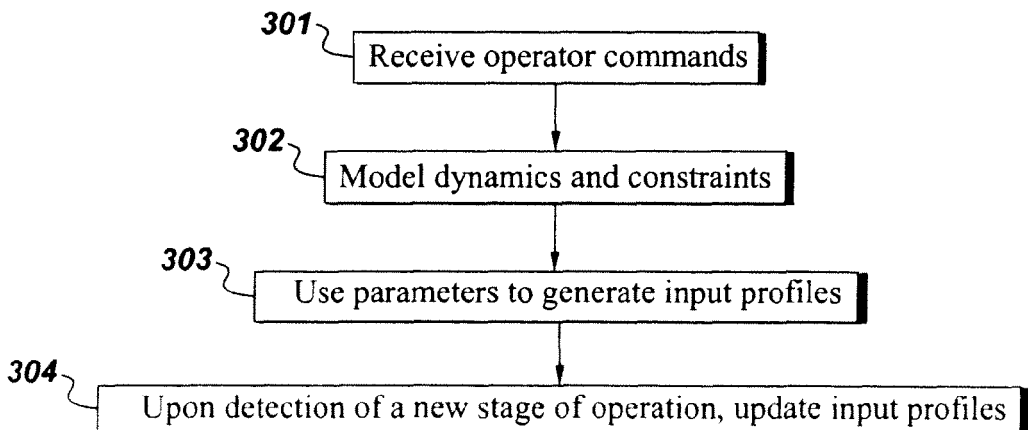 301
Receive operator commands
302
Model dynamics and constraints
303
Use parameters to generate input profiles
304
Upon detection of a new stage of operation, update input profiles